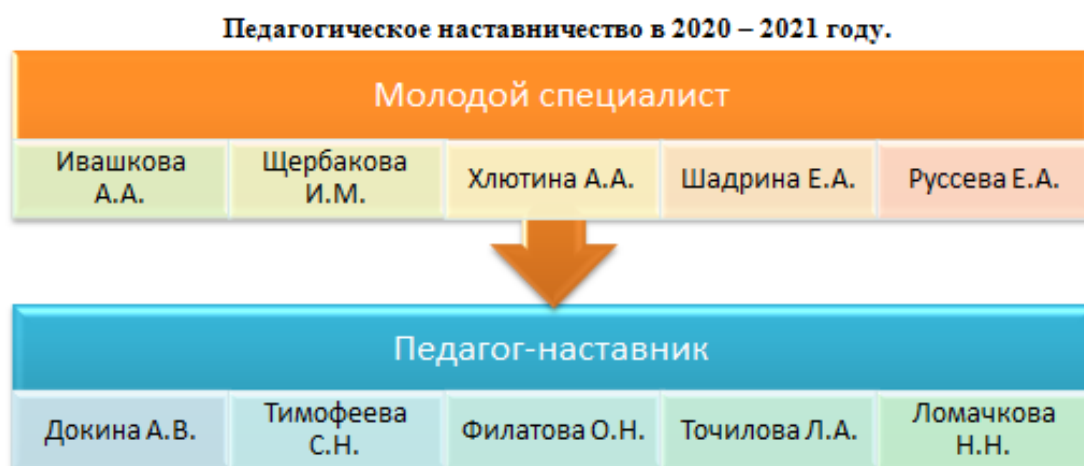 Педагогическое наставничество в 2020 – 2021 году.
Молодой специалист
Ивашкова
А.А.
Щербакова
И.М.
Хлютина А.А.
Шадрина Е.А.
Руссева Е.А.
Педагог-наставник
Докина А.В.
Тимофеева
С.Н.
Филатова О.Н.
Точилова Л.А.
Ломачкова
Н.Н.